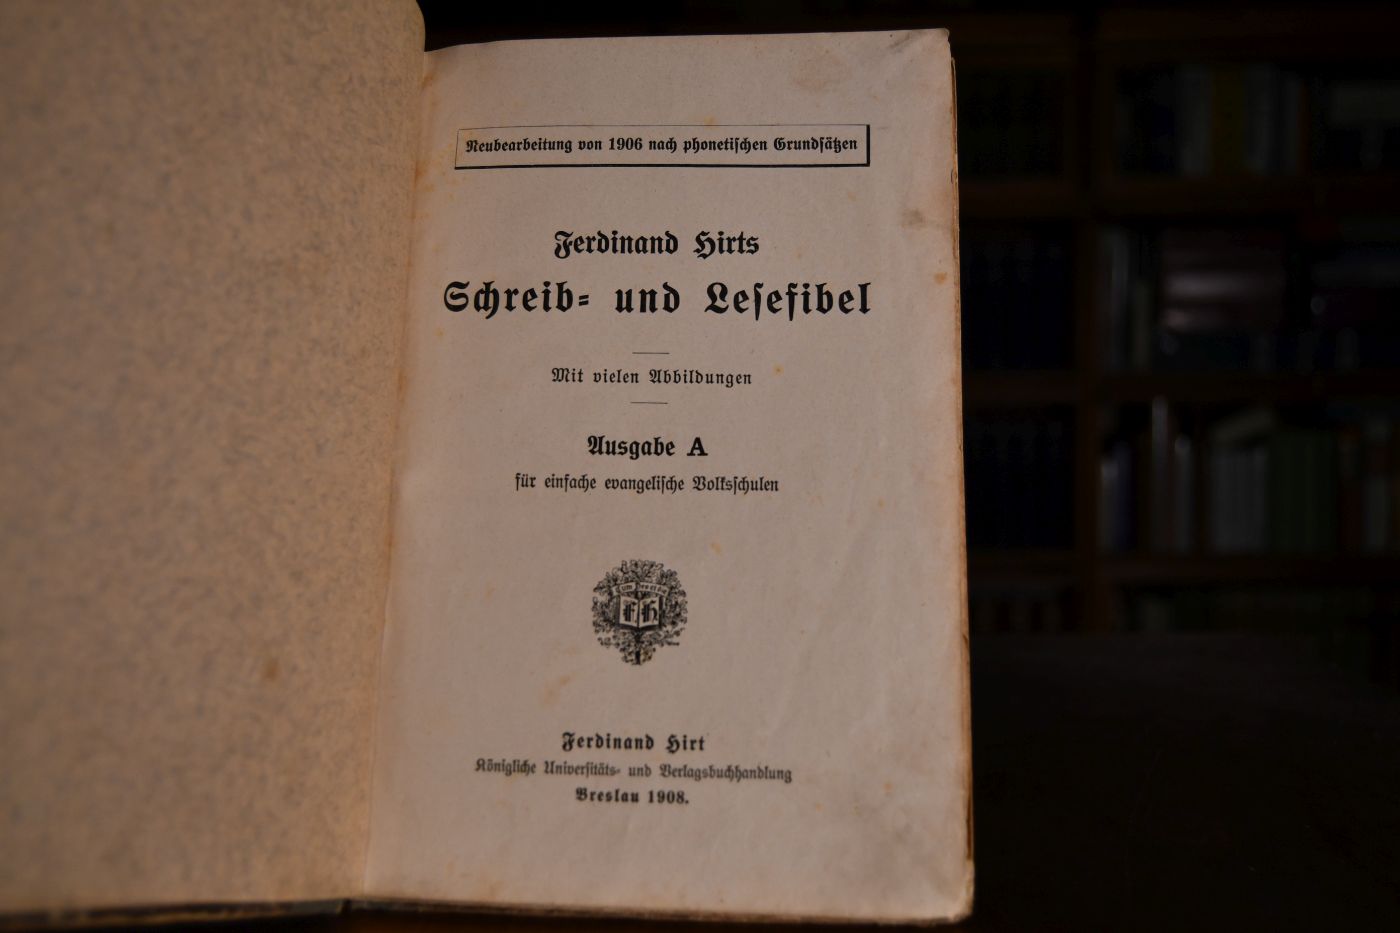 Neubearbeitung von 1906 nach phonetischen Grundsätzen
Ferdinand Hirts
Schreib- und Lesefibel
Mit vielen Abbildungen
Ausgabe A
für einfache evangelische Volksschulen
F H
Ferdinand Hirt
Königliche Universitäts- und Verlagsbuchhandlung
Breslau 1908.